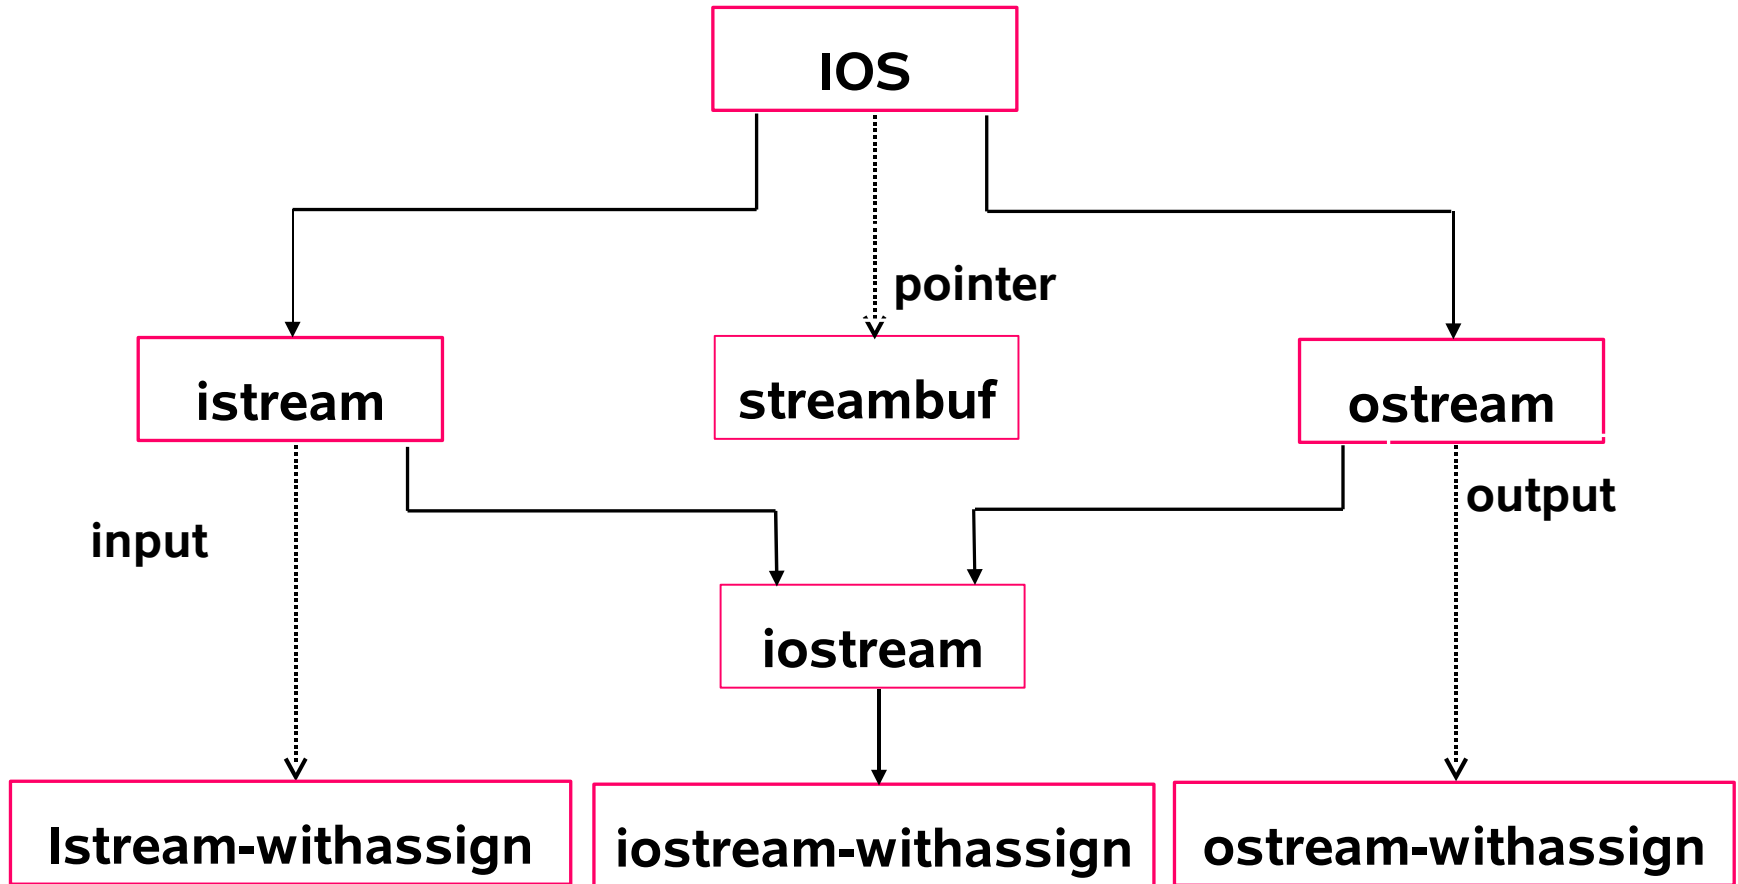 IOS
pointer
istream
streambuf
ostream
input
output
iostream
Istream-withassign
iostream-withassign
ostream-withassign